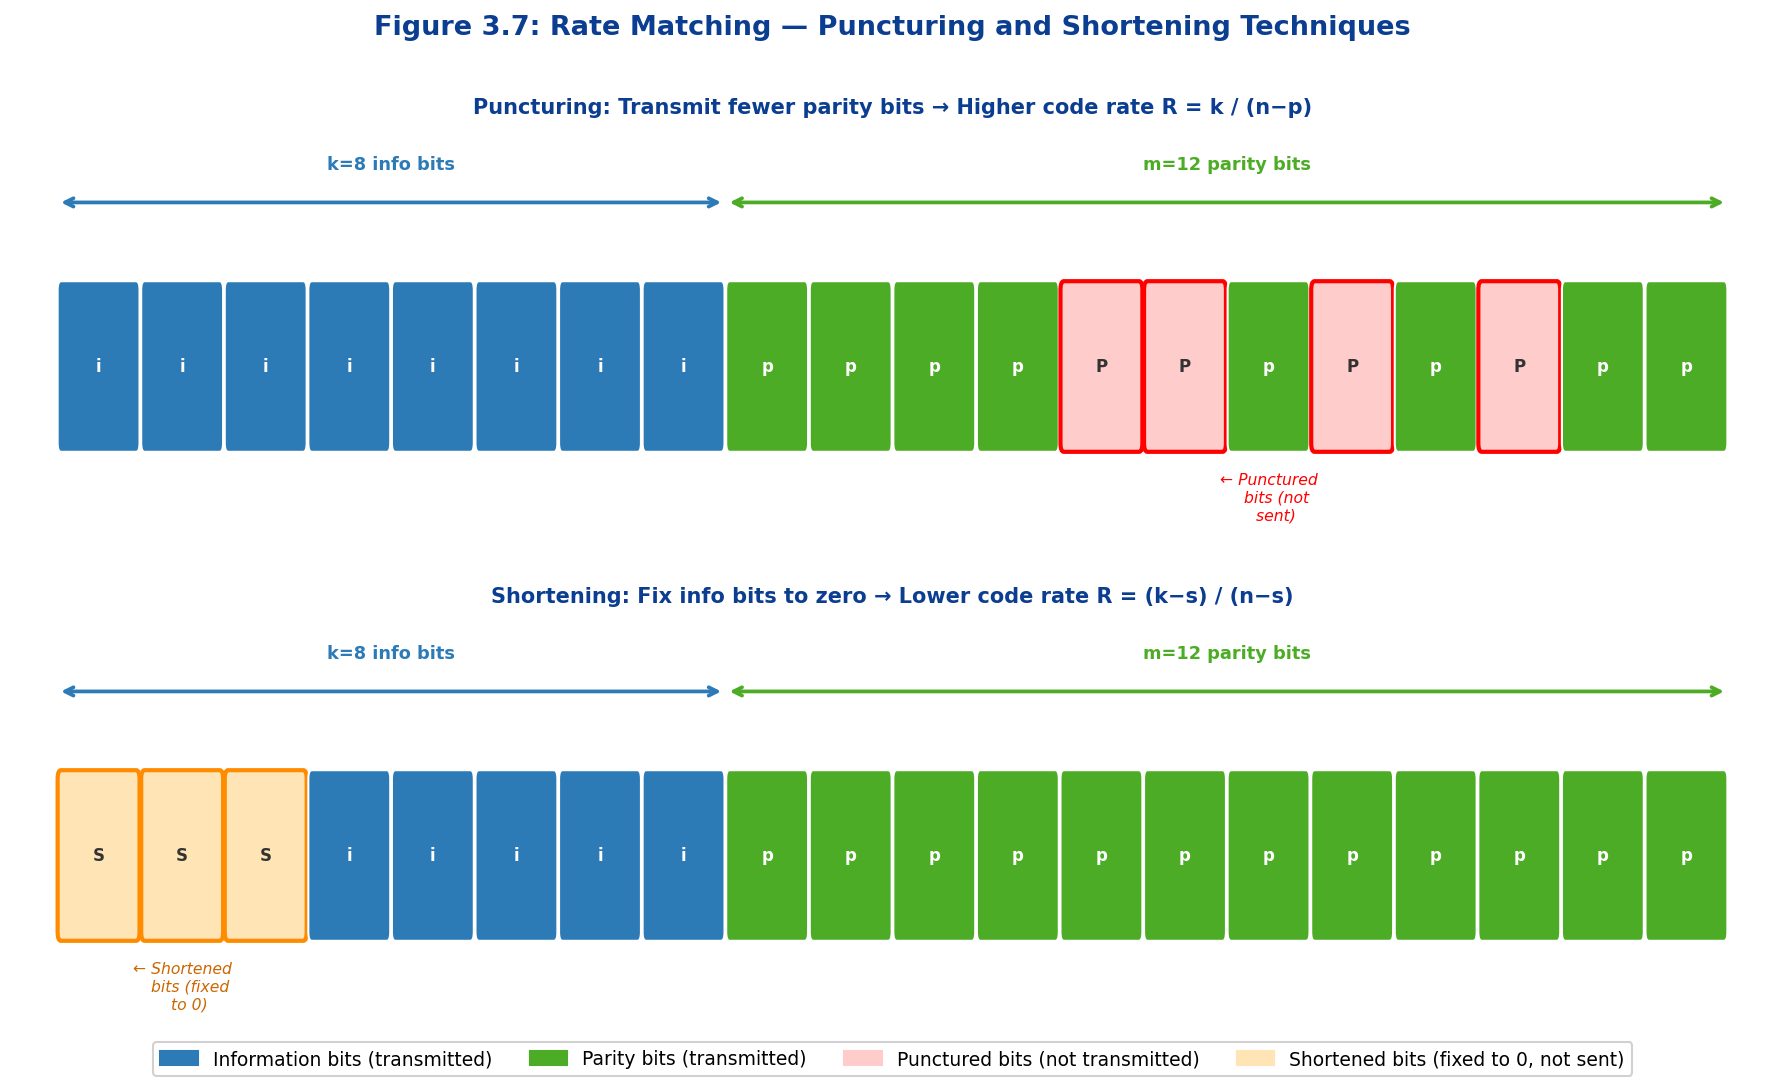 Figure 3.7: Rate Matching — Puncturing and Shortening Techniques
Puncturing: Transmit fewer parity bits → Higher code rate R = k / (n−p)
k=8 info bits
m=12 parity bits
i i i i i i i i p p p p P P p P p P p p
← Punctured
bits (not
sent)
Shortening: Fix info bits to zero → Lower code rate R = (k−s) / (n−s)
k=8 info bits
m=12 parity bits
S S S i i i i i p p p p p p p p p p p p
← Shortened
bits (fixed
to 0)
Information bits (transmitted) Parity bits (transmitted) Punctured bits (not transmitted) Shortened bits (fixed to 0, not sent)